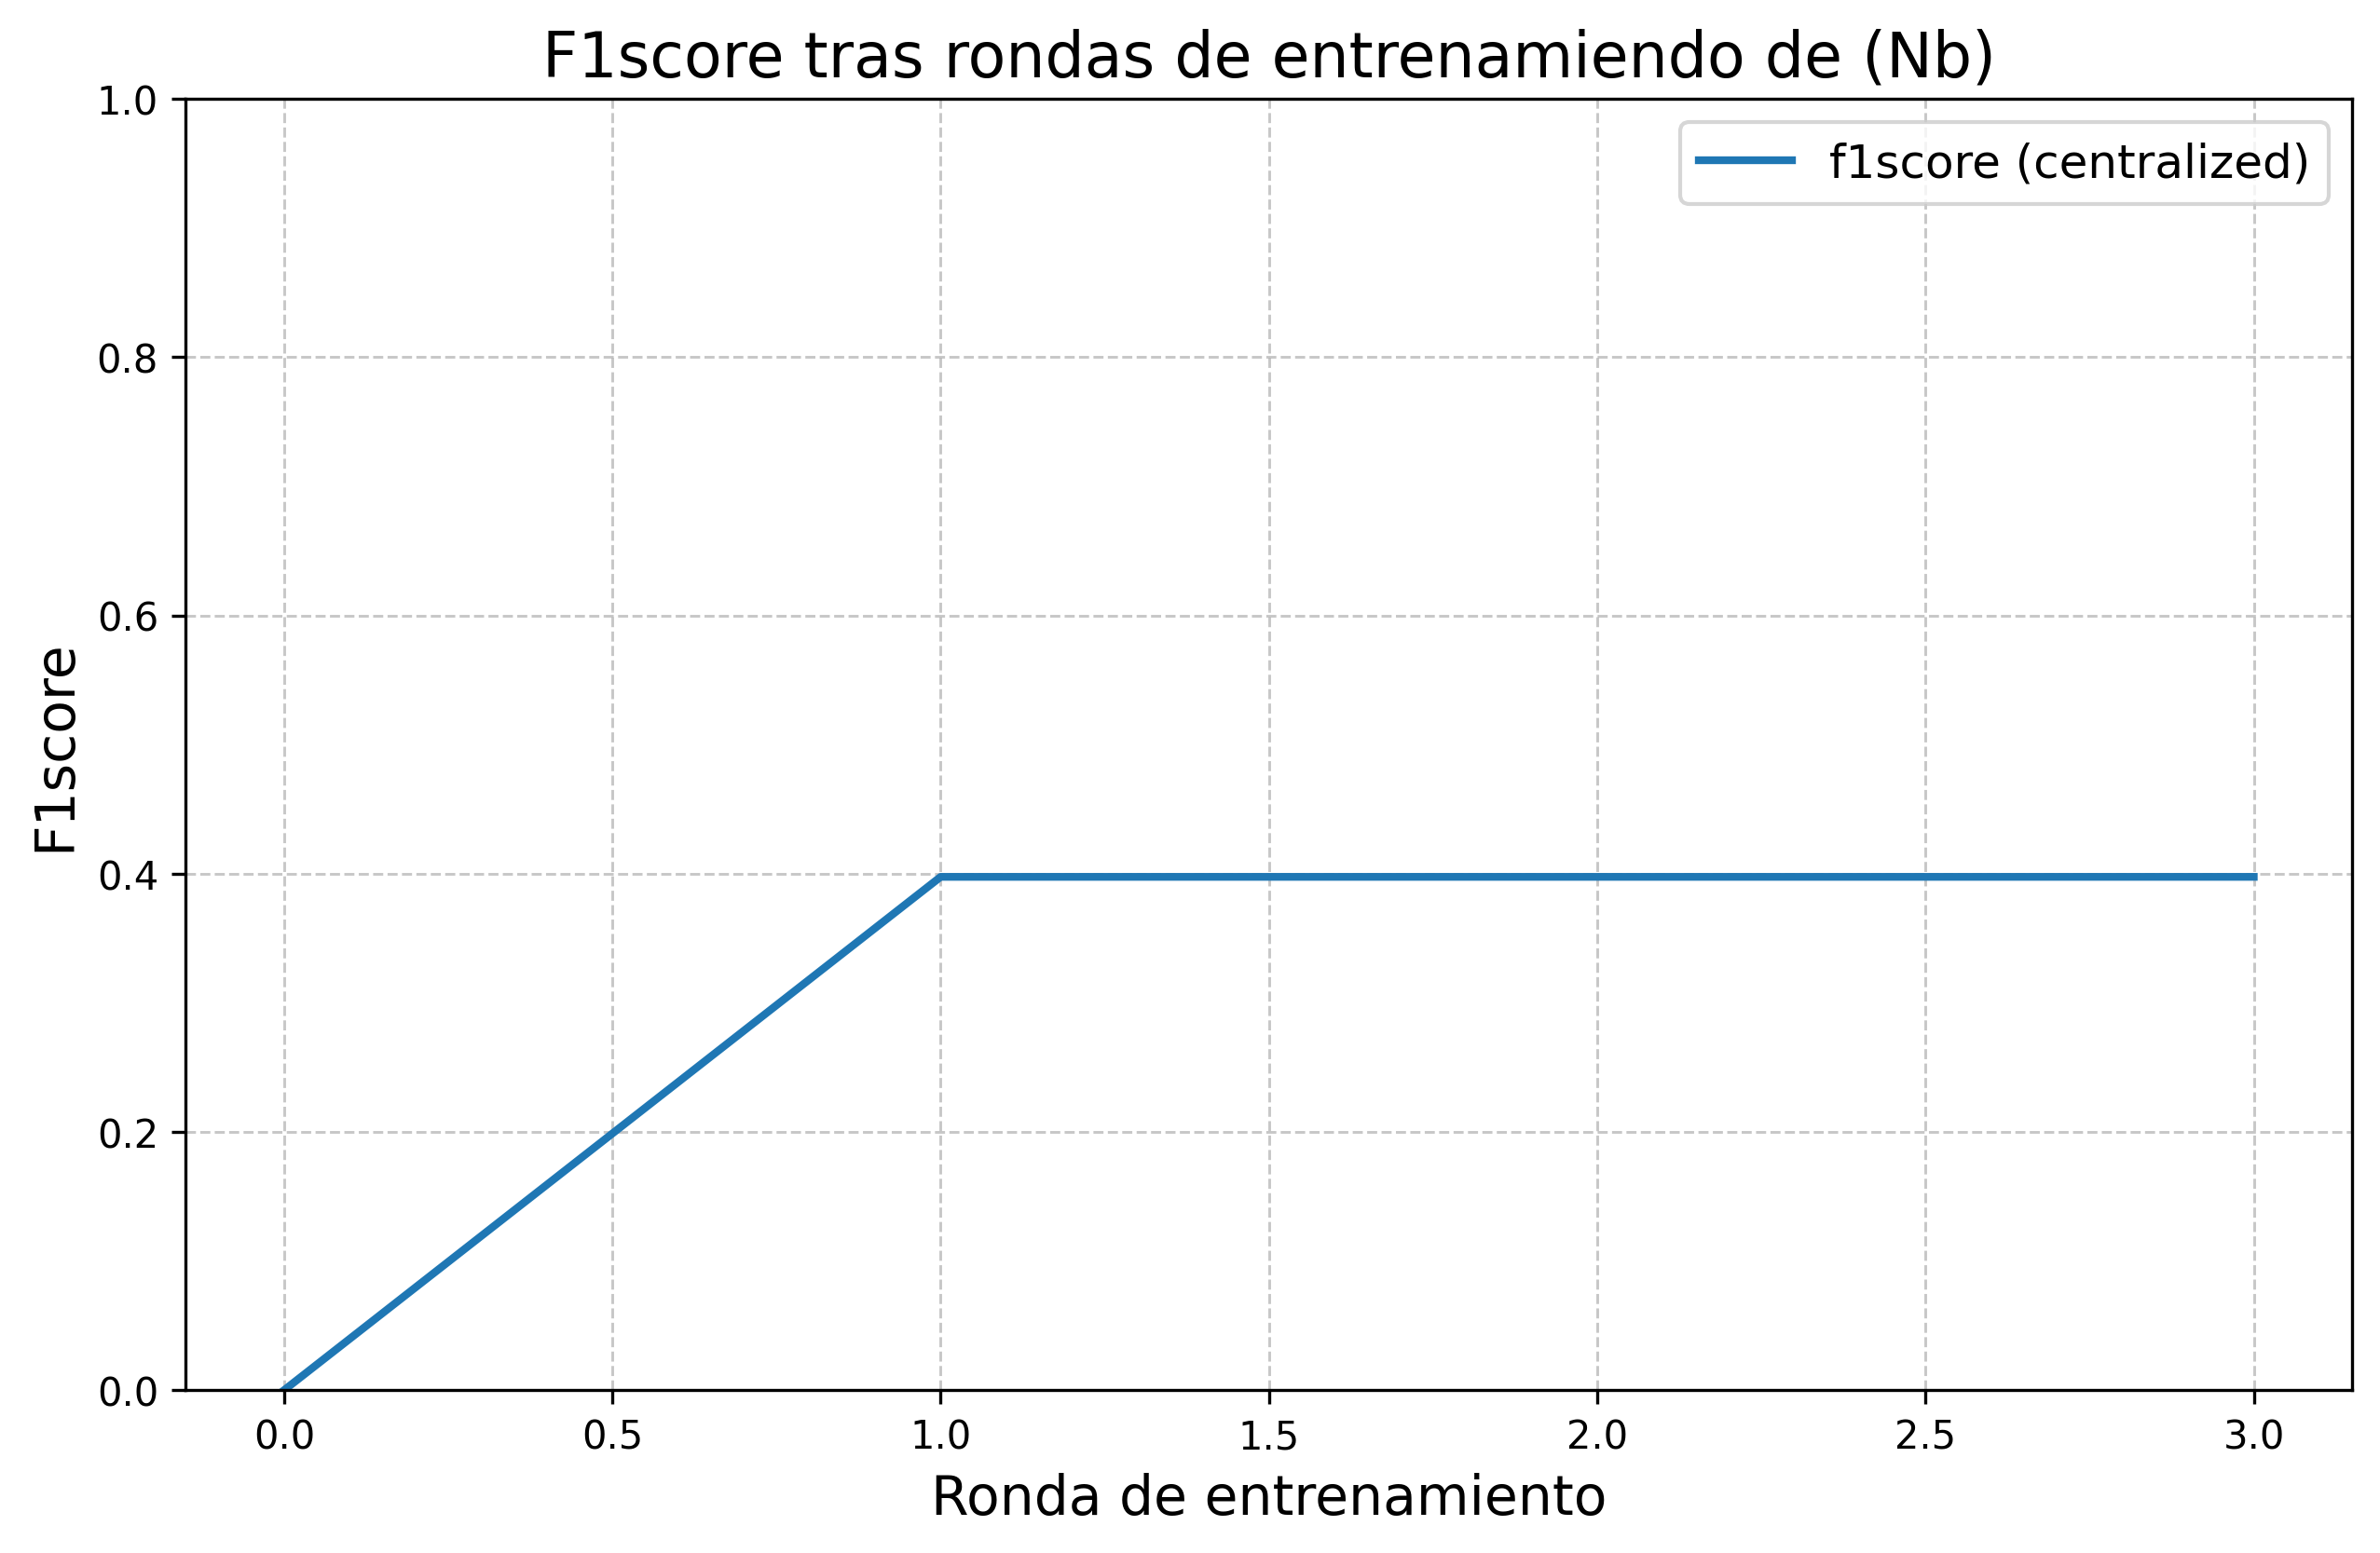 F1score tras rondas de entrenamiendo de (Nb)
1.0
f1score (centralized)
0.8
0.6
F1score
0.4
0.2
0.0
0.0 0.5 1.0 1.5 2.0 2.5 3.0
Ronda de entrenamiento